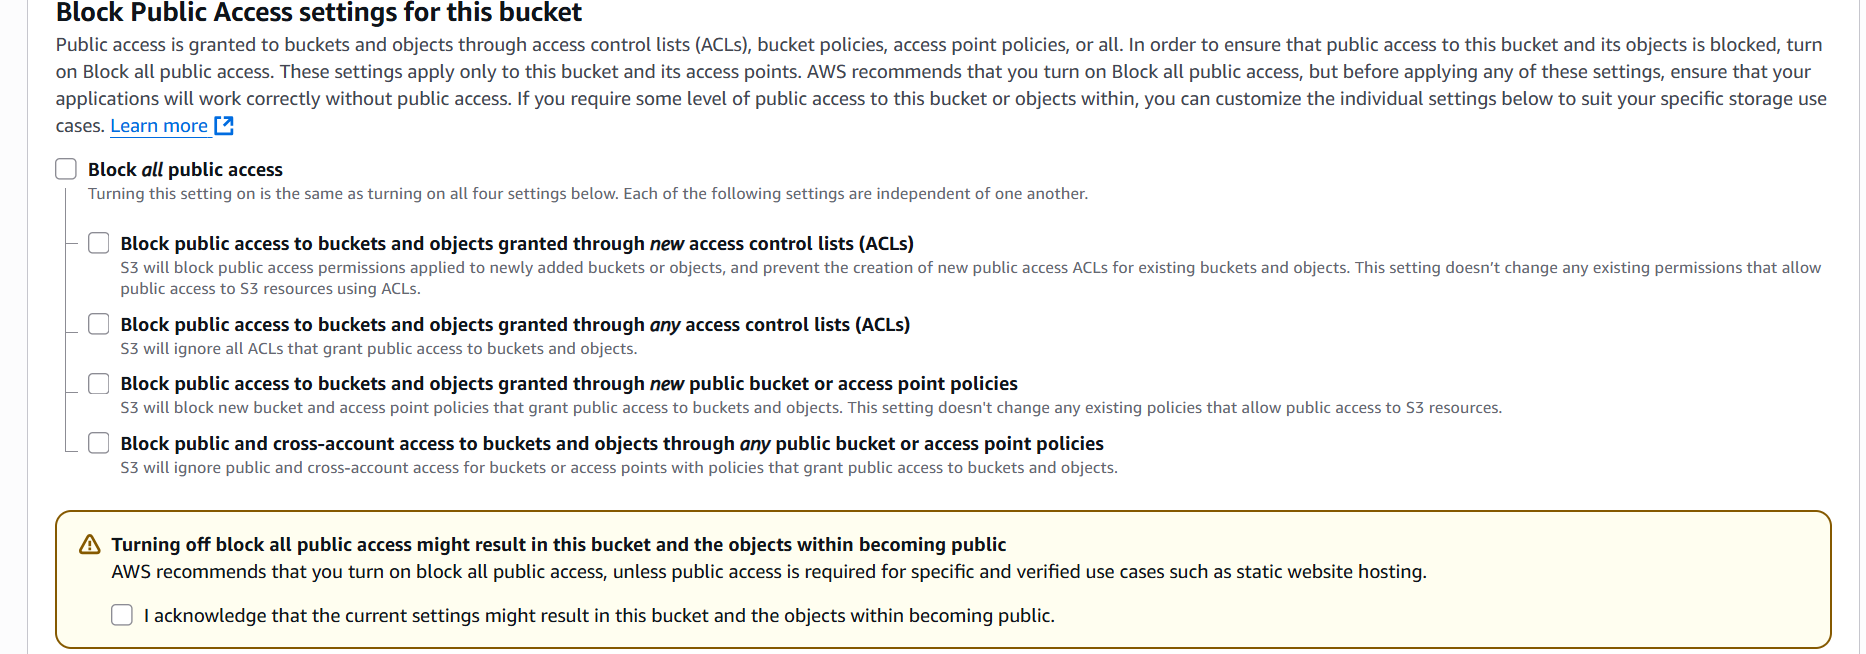 Block Public Access settings for this bucket
Public access is granted to buckets and objects through access control lists (ACLs), bucket policies, access point policies, or all. In order to ensure that public access to this bucket and its objects is blocked, turn
on Block all public access. These settings apply only to this bucket and its access points. AWS recommends that you turn on Block all public access, but before applying any of these settings, ensure that your
applications will work correctly without public access. If you require some level of public access to this bucket or objects within, you can customize the individual settings below to suit your specific storage use
cases. Learn more
Block all public access
Turning this setting on is the same as turning on all four settings below. Each of the following settings are independent of one another.
Block public access to buckets and objects granted through new access control lists (ACLs)
S3 will block public access permissions applied to newly added buckets or objects, and prevent the creation of new public access ACLs for existing buckets and objects. This setting doesn’t change any existing permissions that allow
public access to S3 resources using ACLs.
Block public access to buckets and objects granted through any access control lists (ACLs)
S3 will ignore all ACLs that grant public access to buckets and objects.
Block public access to buckets and objects granted through new public bucket or access point policies
S3 will block new bucket and access point policies that grant public access to buckets and objects. This setting doesn't change any existing policies that allow public access to S3 resources.
Block public and cross-account access to buckets and objects through any public bucket or access point policies
S3 will ignore public and cross-account access for buckets or access points with policies that grant public access to buckets and objects.
Turning off block all public access might result in this bucket and the objects within becoming public
AWS recommends that you turn on block all public access, unless public access is required for specific and verified use cases such as static website hosting.
I acknowledge that the current settings might result in this bucket and the objects within becoming public.